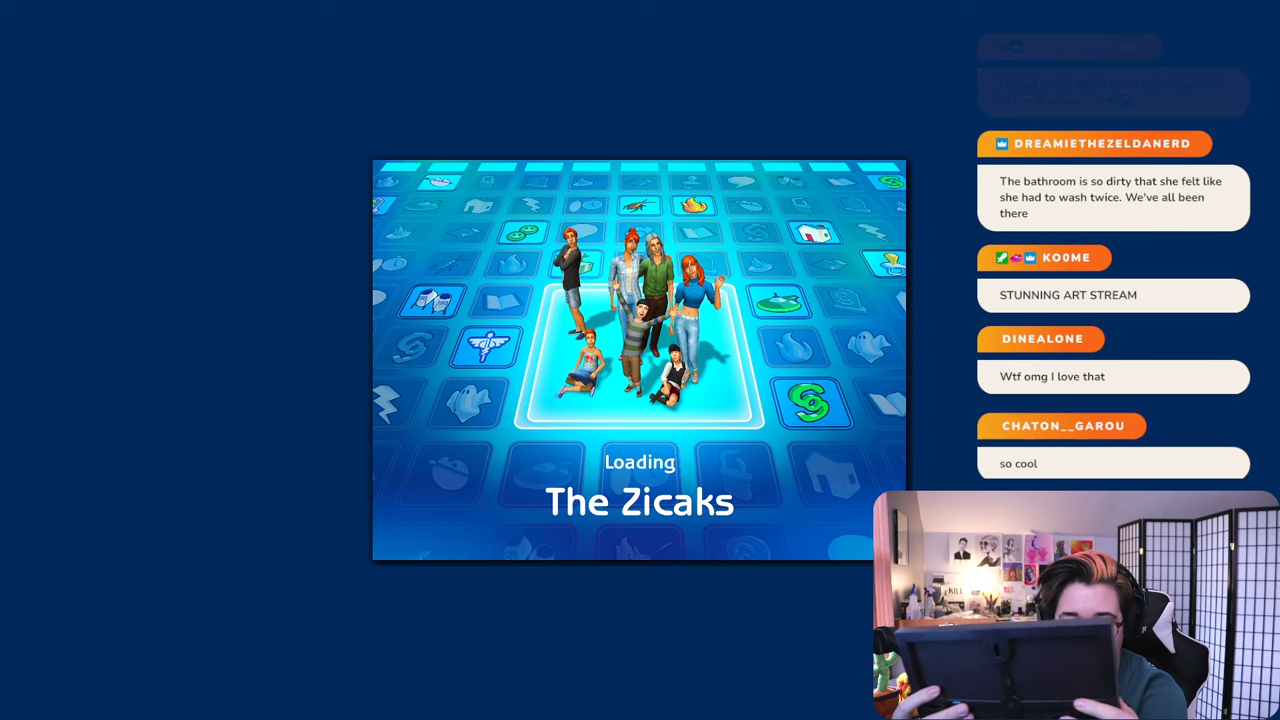 DREAMIETHEZELDANERD
The bathroom is so dirty that she felt like
she had to wash twice. We've all been
there
KO0ME
STUNNING ART STREAM
DINEALONE
Wtf omg I love that
CHATON__GAROU
so cool
Loading
The Zicaks
KILL